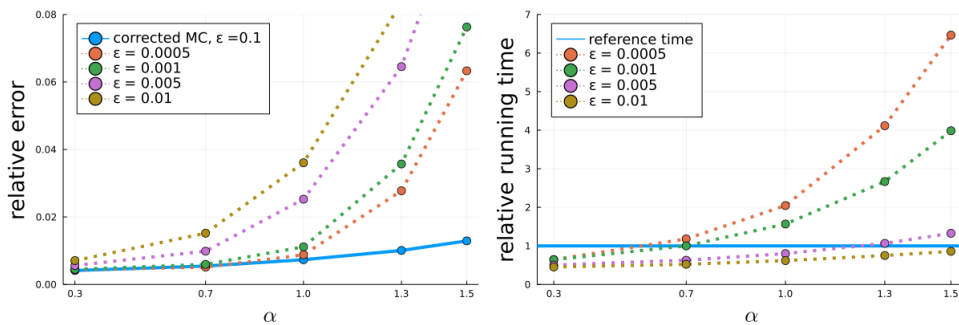 0.08
0.06
0.04
0.02
0.00
relative error
corrected MC, ε =0.1
ε = 0.0005
ε = 0.001
ε = 0.005
ε = 0.01
0.3 0.7 1.0 1.3 1.5
α
7
6
5
4
3
2
1
0
relative running time
reference time
ε = 0.0005
ε = 0.001
ε = 0.005
ε = 0.01
0.3 0.7 1.0 1.3 1.5
α